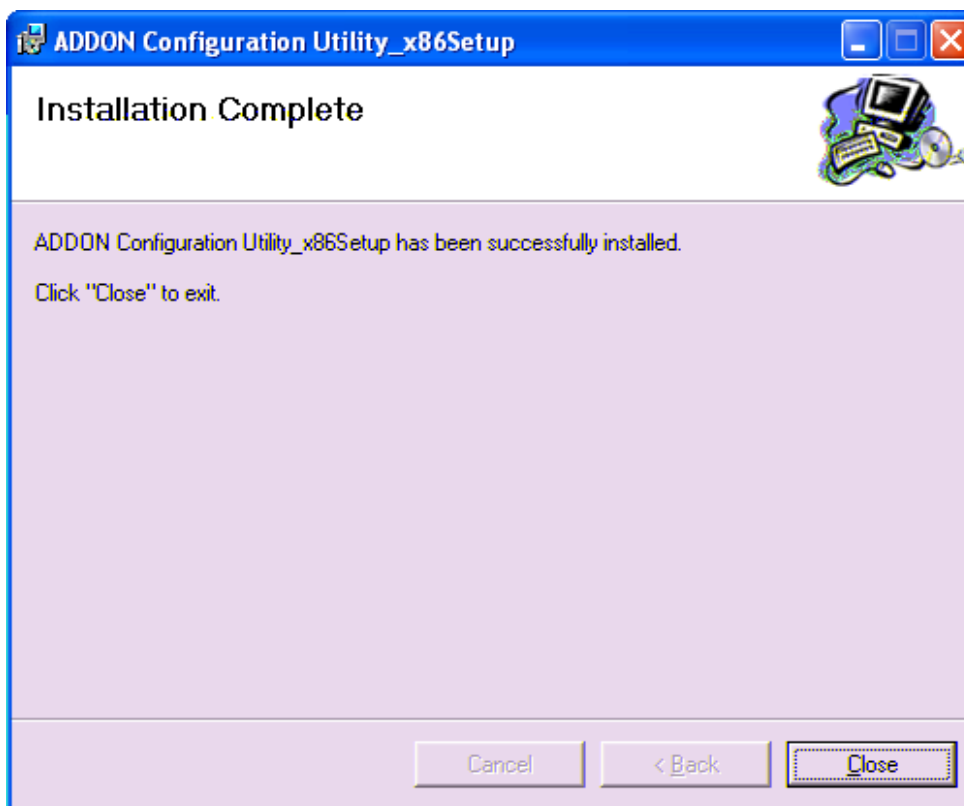 ADDON Configuration Utility_x86Setup
Installation Complete
ADDON Configuration Utility_x86Setup has been successfully installed.
Click "Close" to exit.
Cancel
< Back
Close